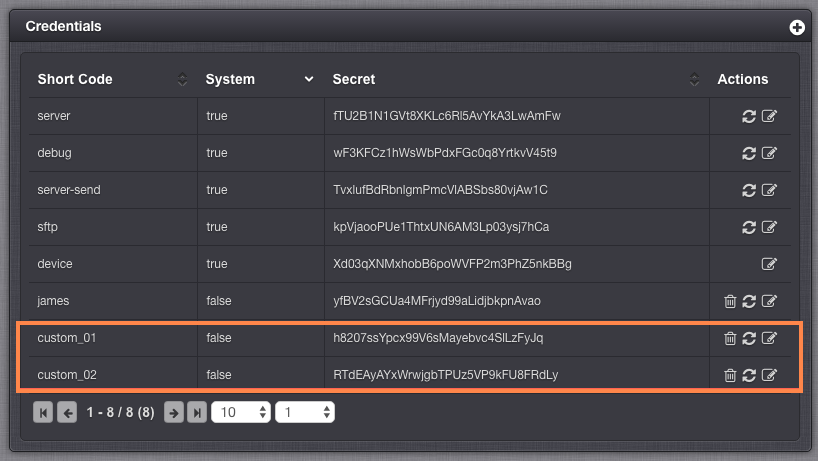 Credentials
Short Code System Secret Actions
server true fTU2B1N1GVt8XKLc6Rl5AvYkA3LwAmFw
debug true wF3KFCz1hWsWbPdxFGc0q8YrtkvV45t9
server-send true TvxlufBdRbnlgmPmcVlABSbs80vjAw1C
sftp true kpVjaooPUe1ThtxUN6AM3Lp03ysj7hCa
device true Xd03qXNMxhobB6poWVFP2m3PhZ5nkBBg
james false yfBV2sGCUa4MFrjyd99aLidjbkpnAvao
custom_01 false h8207ssYpcx99V6sMayebvc4SlLzFyJq
custom_02 false RTdEAyAYxWrwjgbTPUz5VP9kFU8FRdLy
1 - 8 / 8 (8) 10 1